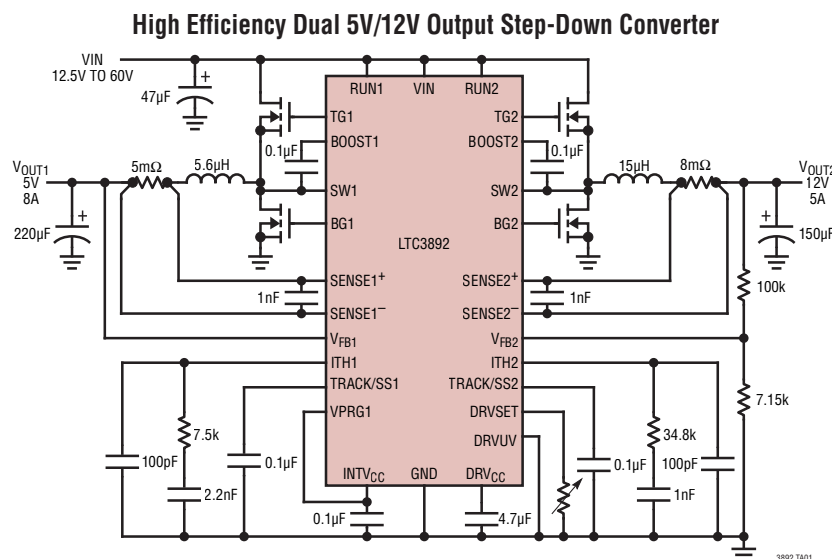 High Efficiency Dual 5V/12V Output Step-Down Converter
VIN
12.5V TO 60V
47µF
+
RUN1
VIN
RUN2
TG1
TG2
BOOST1
BOOST2
0.1µF
0.1µF
VOUT1
5V
8A
5mΩ
5.6µH
SW1
SW2
15µH
8mΩ
VOUT2
12V
5A
+
220µF
BG1
BG2
LTC3892
+
150µF
SENSE1+
SENSE2+
1nF
1nF
100k
SENSE1–
SENSE2–
VFB1
VFB2
ITH1
ITH2
TRACK/SS1
TRACK/SS2
VPRG1
DRVSET
7.15k
7.5k
34.8k
DRVUV
100pF
0.1µF
0.1µF
100pF
2.2nF
1nF
INTVCC
GND
DRVCC
0.1µF
4.7µF
3892 TA01